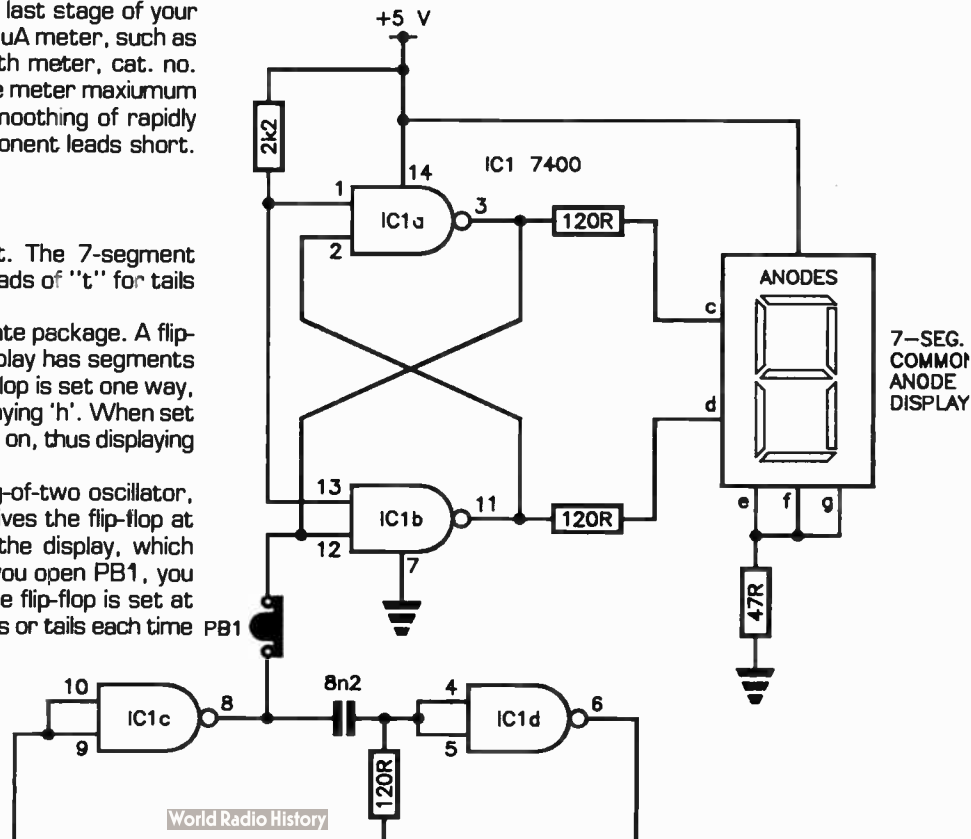 last stage of your
uA meter, such as
th meter, cat. no.
e meter maxiumum
noothing of rapidly
onent leads short.
t. The 7-segment
ads of "t" for tails
ate package. A flip-
play has segments
lop is set one way,
aying 'h'. When set
on, thus displaying
g-of-two oscillator,
ives the flip-flop at
the display, which
you open PB1, you
e flip-flop is set at
s or tails each time
+5 V
2k2
14
IC1 7400
1
IC1a
3
2
120R
ANODES
c
7-SEG.
COMMON
ANODE
DISPLAY
d
13
IC1b
11
12
120R
7
e f g
47R
PB1
10
IC1c
8
9
8n2
4
IC1d
6
5
120R
World Radio History